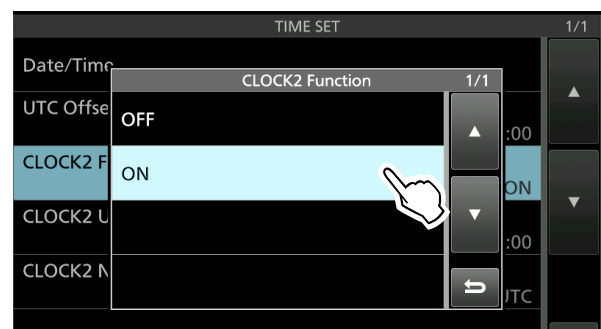 TIME SET 1/1
Date/Time
CLOCK2 Function 1/1
UTC Offse
OFF
:00
CLOCK2 F
ON
ON
CLOCK2 U
:00
CLOCK2 N
UTC